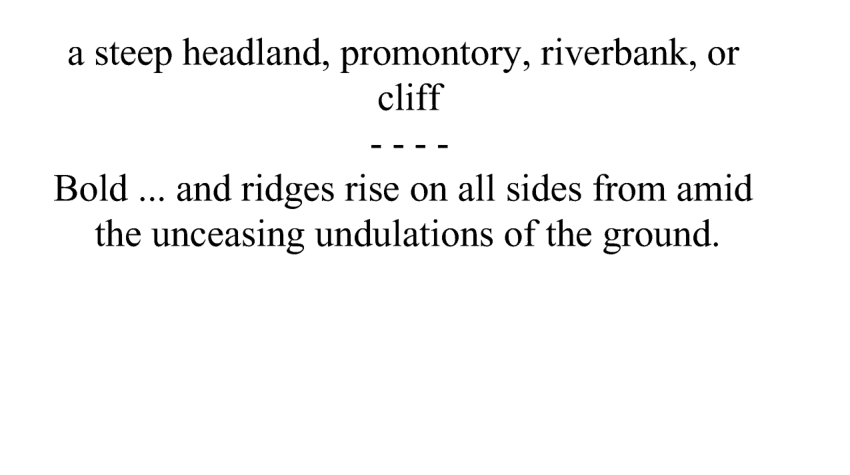 a steep headland, promontory, riverbank, or
cliff
- - - -
Bold ... and ridges rise on all sides from amid
the unceasing undulations of the ground.